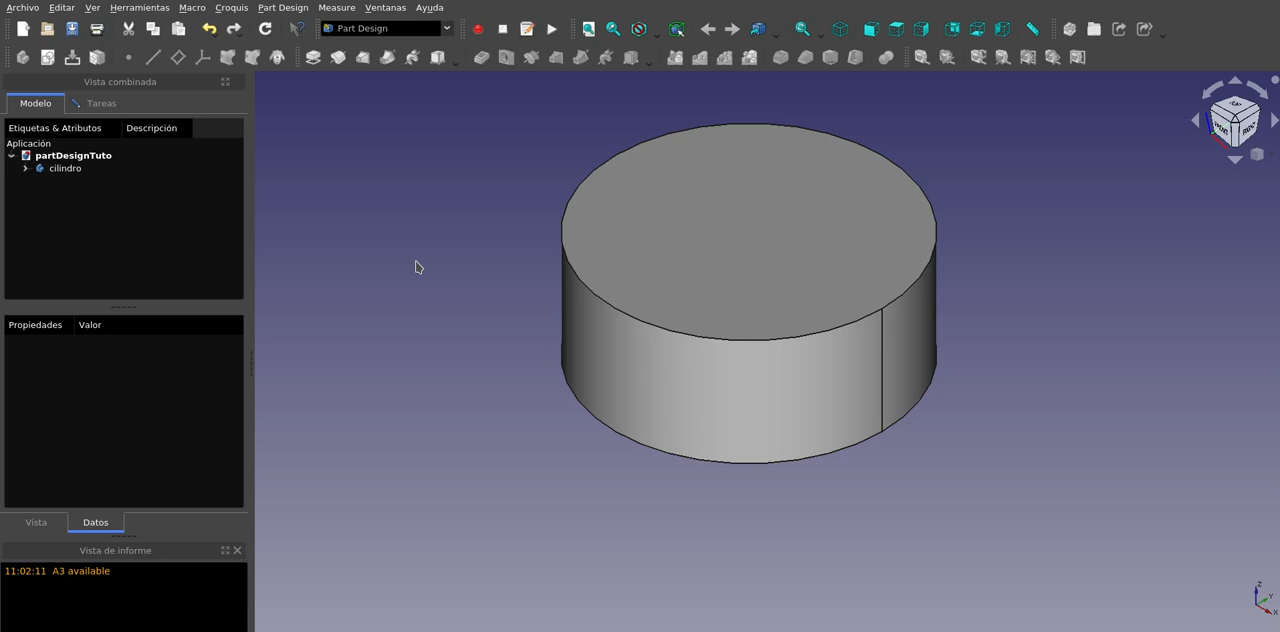 Archivo Editar Ver Herramientas Macro Croquis Part Design Measure Ventanas Ayuda
Part Design
Vista combinada
Modelo Tareas
Etiquetas & Atributos Descripción
Aplicación
partDesignTuto
cilindro
Propiedades Valor
Vista Datos
Vista de informe
11:02:11 A3 available
Z
Y
X